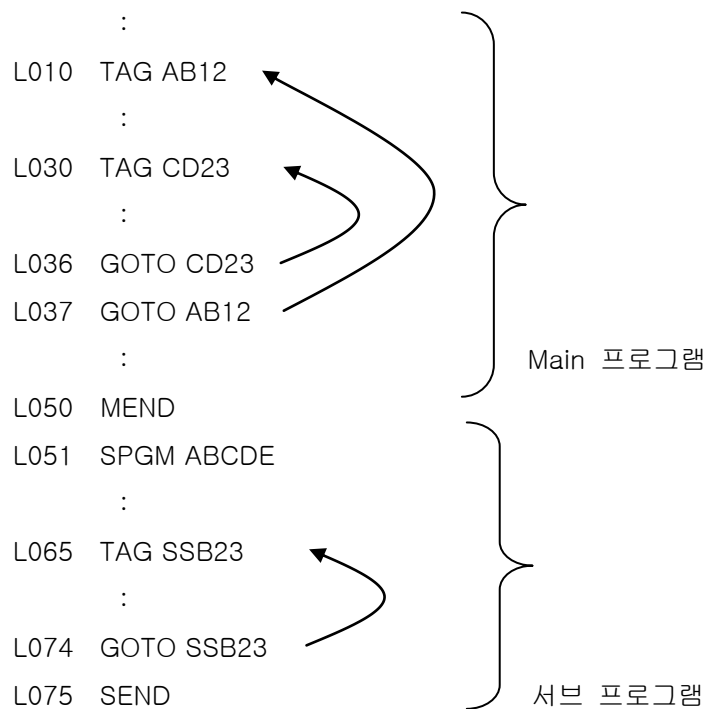 :
L010 TAG AB12
:
L030 TAG CD23
:
L036 GOTO CD23
L037 GOTO AB12
:
Main 프로그램
L050 MEND
L051 SPGM ABCDE
:
L065 TAG SSB23
:
L074 GOTO SSB23
L075 SEND
서브 프로그램